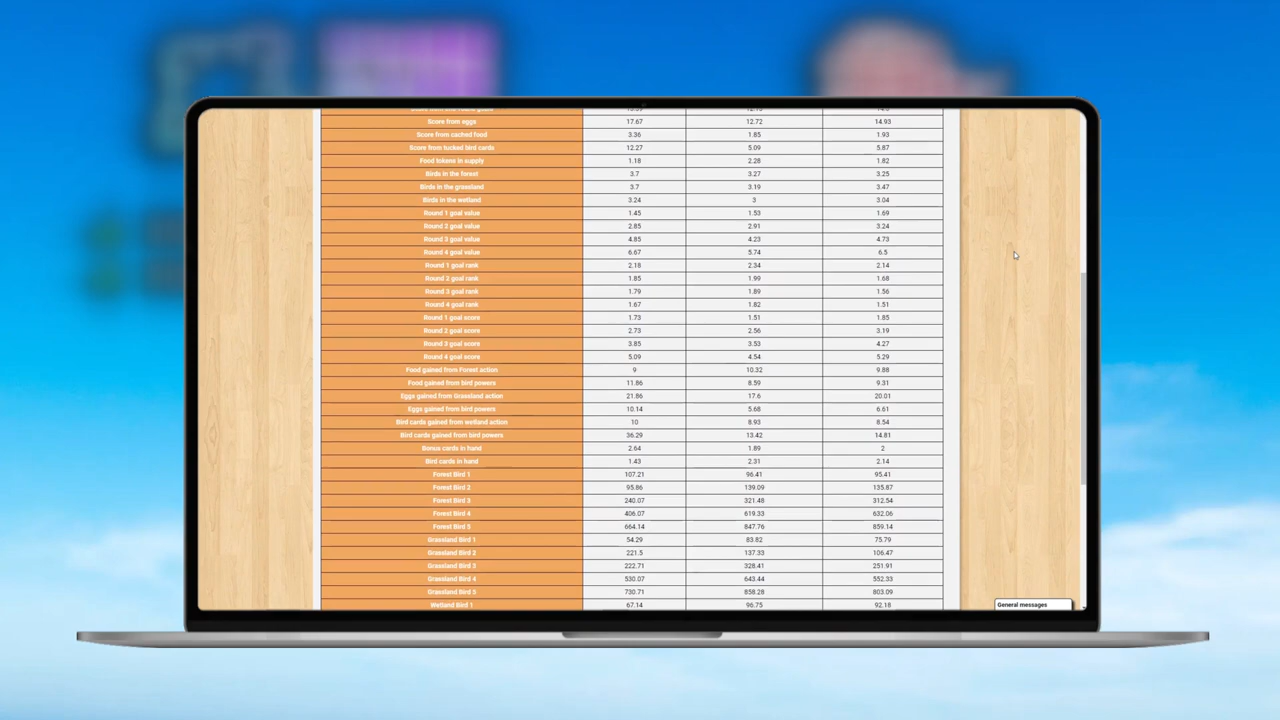 Score from eggs 17.67 12.72 14.93
Score from cached food 3.36 1.85 1.93
Score from tucked bird cards 12.27 5.09 5.87
Food tokens in supply 1.18 2.28 1.82
Birds in the forest 3.7 3.27 3.25
Birds in the grassland 3.7 3.19 3.47
Birds in the wetland 3.24 3 3.04
Round 1 goal value 1.45 1.53 1.69
Round 2 goal value 2.85 2.91 3.24
Round 3 goal value 4.85 4.23 4.73
Round 4 goal value 6.67 5.74 6.5
Round 1 goal rank 2.18 2.34 2.14
Round 2 goal rank 1.85 1.99 1.68
Round 3 goal rank 1.79 1.89 1.56
Round 4 goal rank 1.67 1.82 1.51
Round 1 goal score 1.73 1.51 1.85
Round 2 goal score 2.73 2.56 3.19
Round 3 goal score 3.85 3.53 4.27
Round 4 goal score 5.09 4.54 5.29
Food gained from Forest action 9 10.32 9.88
Food gained from bird powers 11.86 8.59 9.31
Eggs gained from Grassland action 21.86 17.6 20.01
Eggs gained from bird powers 10.14 5.68 6.61
Bird cards gained from wetland action 10 8.93 8.54
Bird cards gained from bird powers 36.29 13.42 14.81
Bonus cards in hand 2.64 1.89 2
Bird cards in hand 1.43 2.31 2.14
Forest Bird 1 107.21 96.41 95.41
Forest Bird 2 95.86 139.09 135.87
Forest Bird 3 240.07 321.48 312.54
Forest Bird 4 406.07 619.33 632.06
Forest Bird 5 664.14 847.76 859.14
Grassland Bird 1 54.29 83.82 75.79
Grassland Bird 2 221.5 137.33 106.47
Grassland Bird 3 222.71 328.41 251.91
Grassland Bird 4 530.07 643.44 552.33
Grassland Bird 5 730.71 858.28 803.09
Wetland Bird 1 67.14 96.75 92.18
General messages